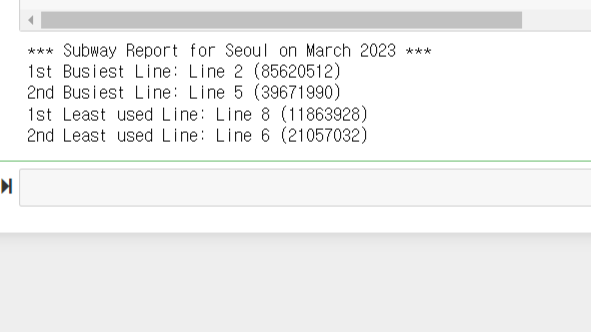 *** Subway Report for Seoul on March 2023 ***
1st Busiest Line: Line 2 (85620512)
2nd Busiest Line: Line 5 (39671990)
1st Least used Line: Line 8 (11863928)
2nd Least used Line: Line 6 (21057032)